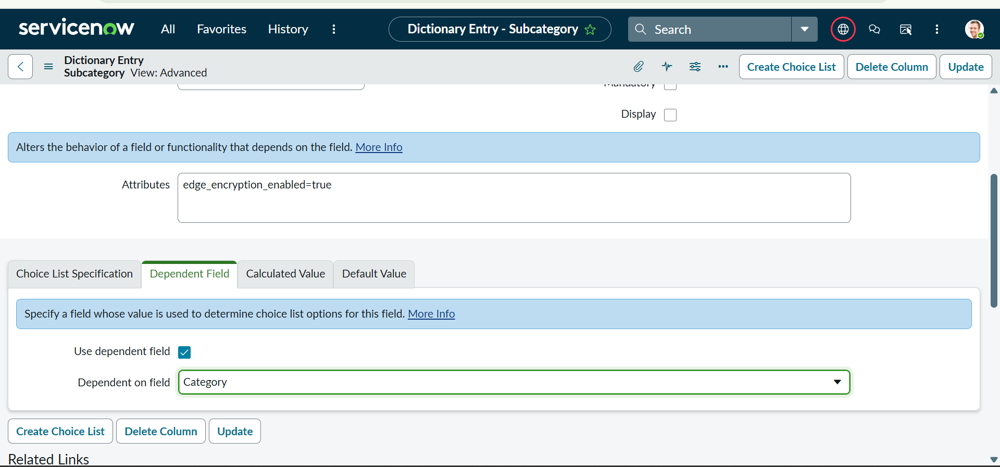 servicenow
All
Favorites
History
Dictionary Entry - Subcategory
Search
Dictionary Entry
Subcategory View: Advanced
Create Choice List
Delete Column
Update
Mandatory
Display
Alters the behavior of a field or functionality that depends on the field. More Info
Attributes
edge_encryption_enabled=true
Choice List Specification
Dependent Field
Calculated Value
Default Value
Specify a field whose value is used to determine choice list options for this field. More Info
Use dependent field
Dependent on field
Category
Create Choice List
Delete Column
Update
Related Links